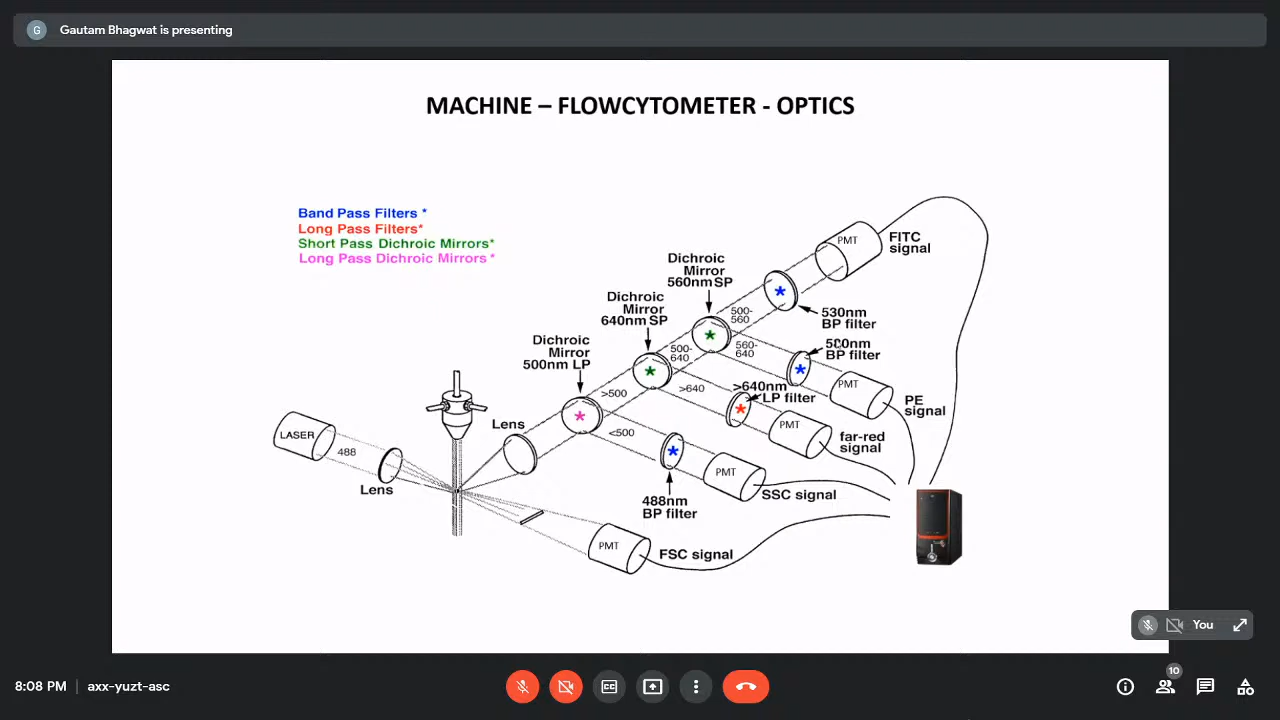 G Gautam Bhagwat is presenting
MACHINE – FLOWCYTOMETER - OPTICS
Band Pass Filters *
Long Pass Filters*
Short Pass Dichroic Mirrors*
Long Pass Dichroic Mirrors *
PMT
FITC
signal
Dichroic
Mirror
560nm SP
Dichroic
Mirror
640nm SP
500-
560
530nm
BP filter
Dichroic
Mirror
500nm LP
500-
640
560-
640
BP filter
>500
>640
>640nm
LP filter
PMT
PE
signal
LASER
488
Lens
Lens
<500
PMT
far-red
signal
PMT
SSC signal
488nm
BP filter
PMT
FSC signal
You
8:08 PM | axx-yuzt-asc
CC
10